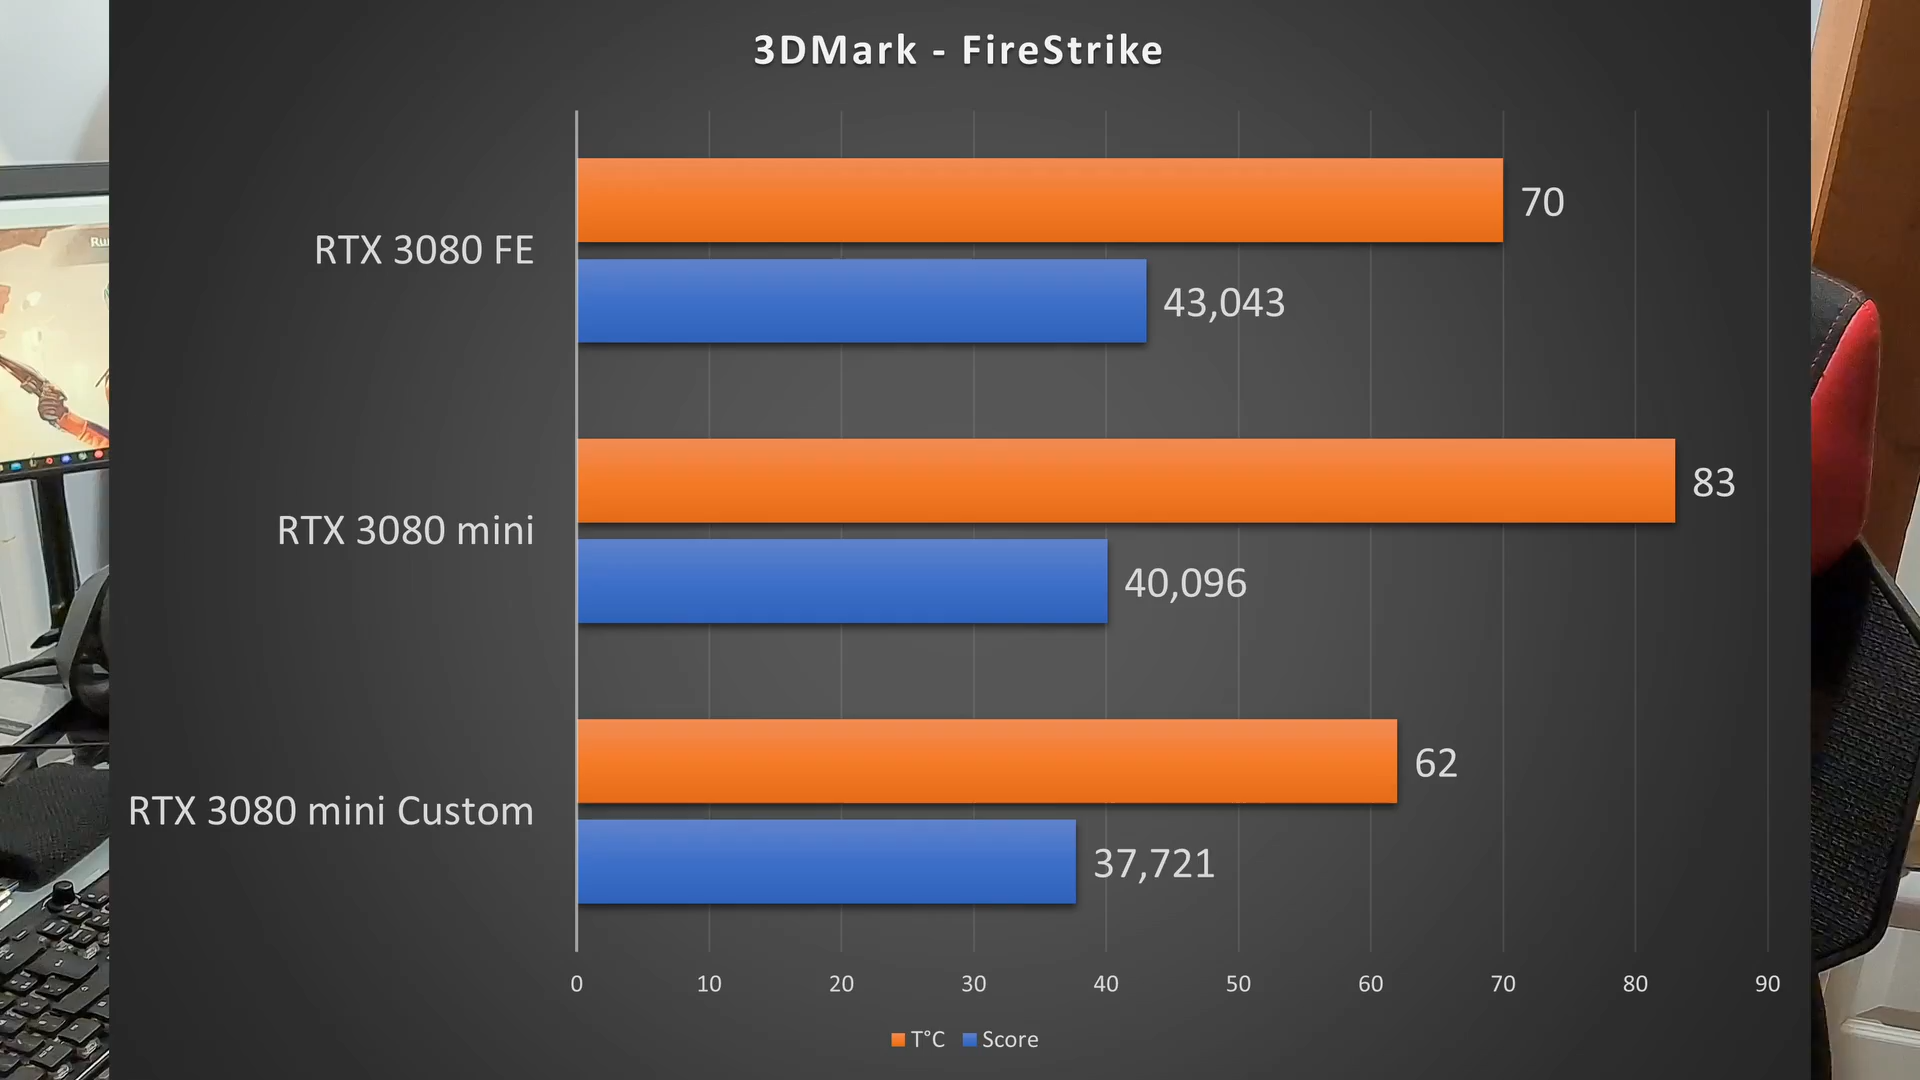 3DMark - FireStrike
RTX 3080 FE
70
43,043
RTX 3080 mini
83
40,096
RTX 3080 mini Custom
62
37,721
0 10 20 30 40 50 60 70 80 90
T°C Score